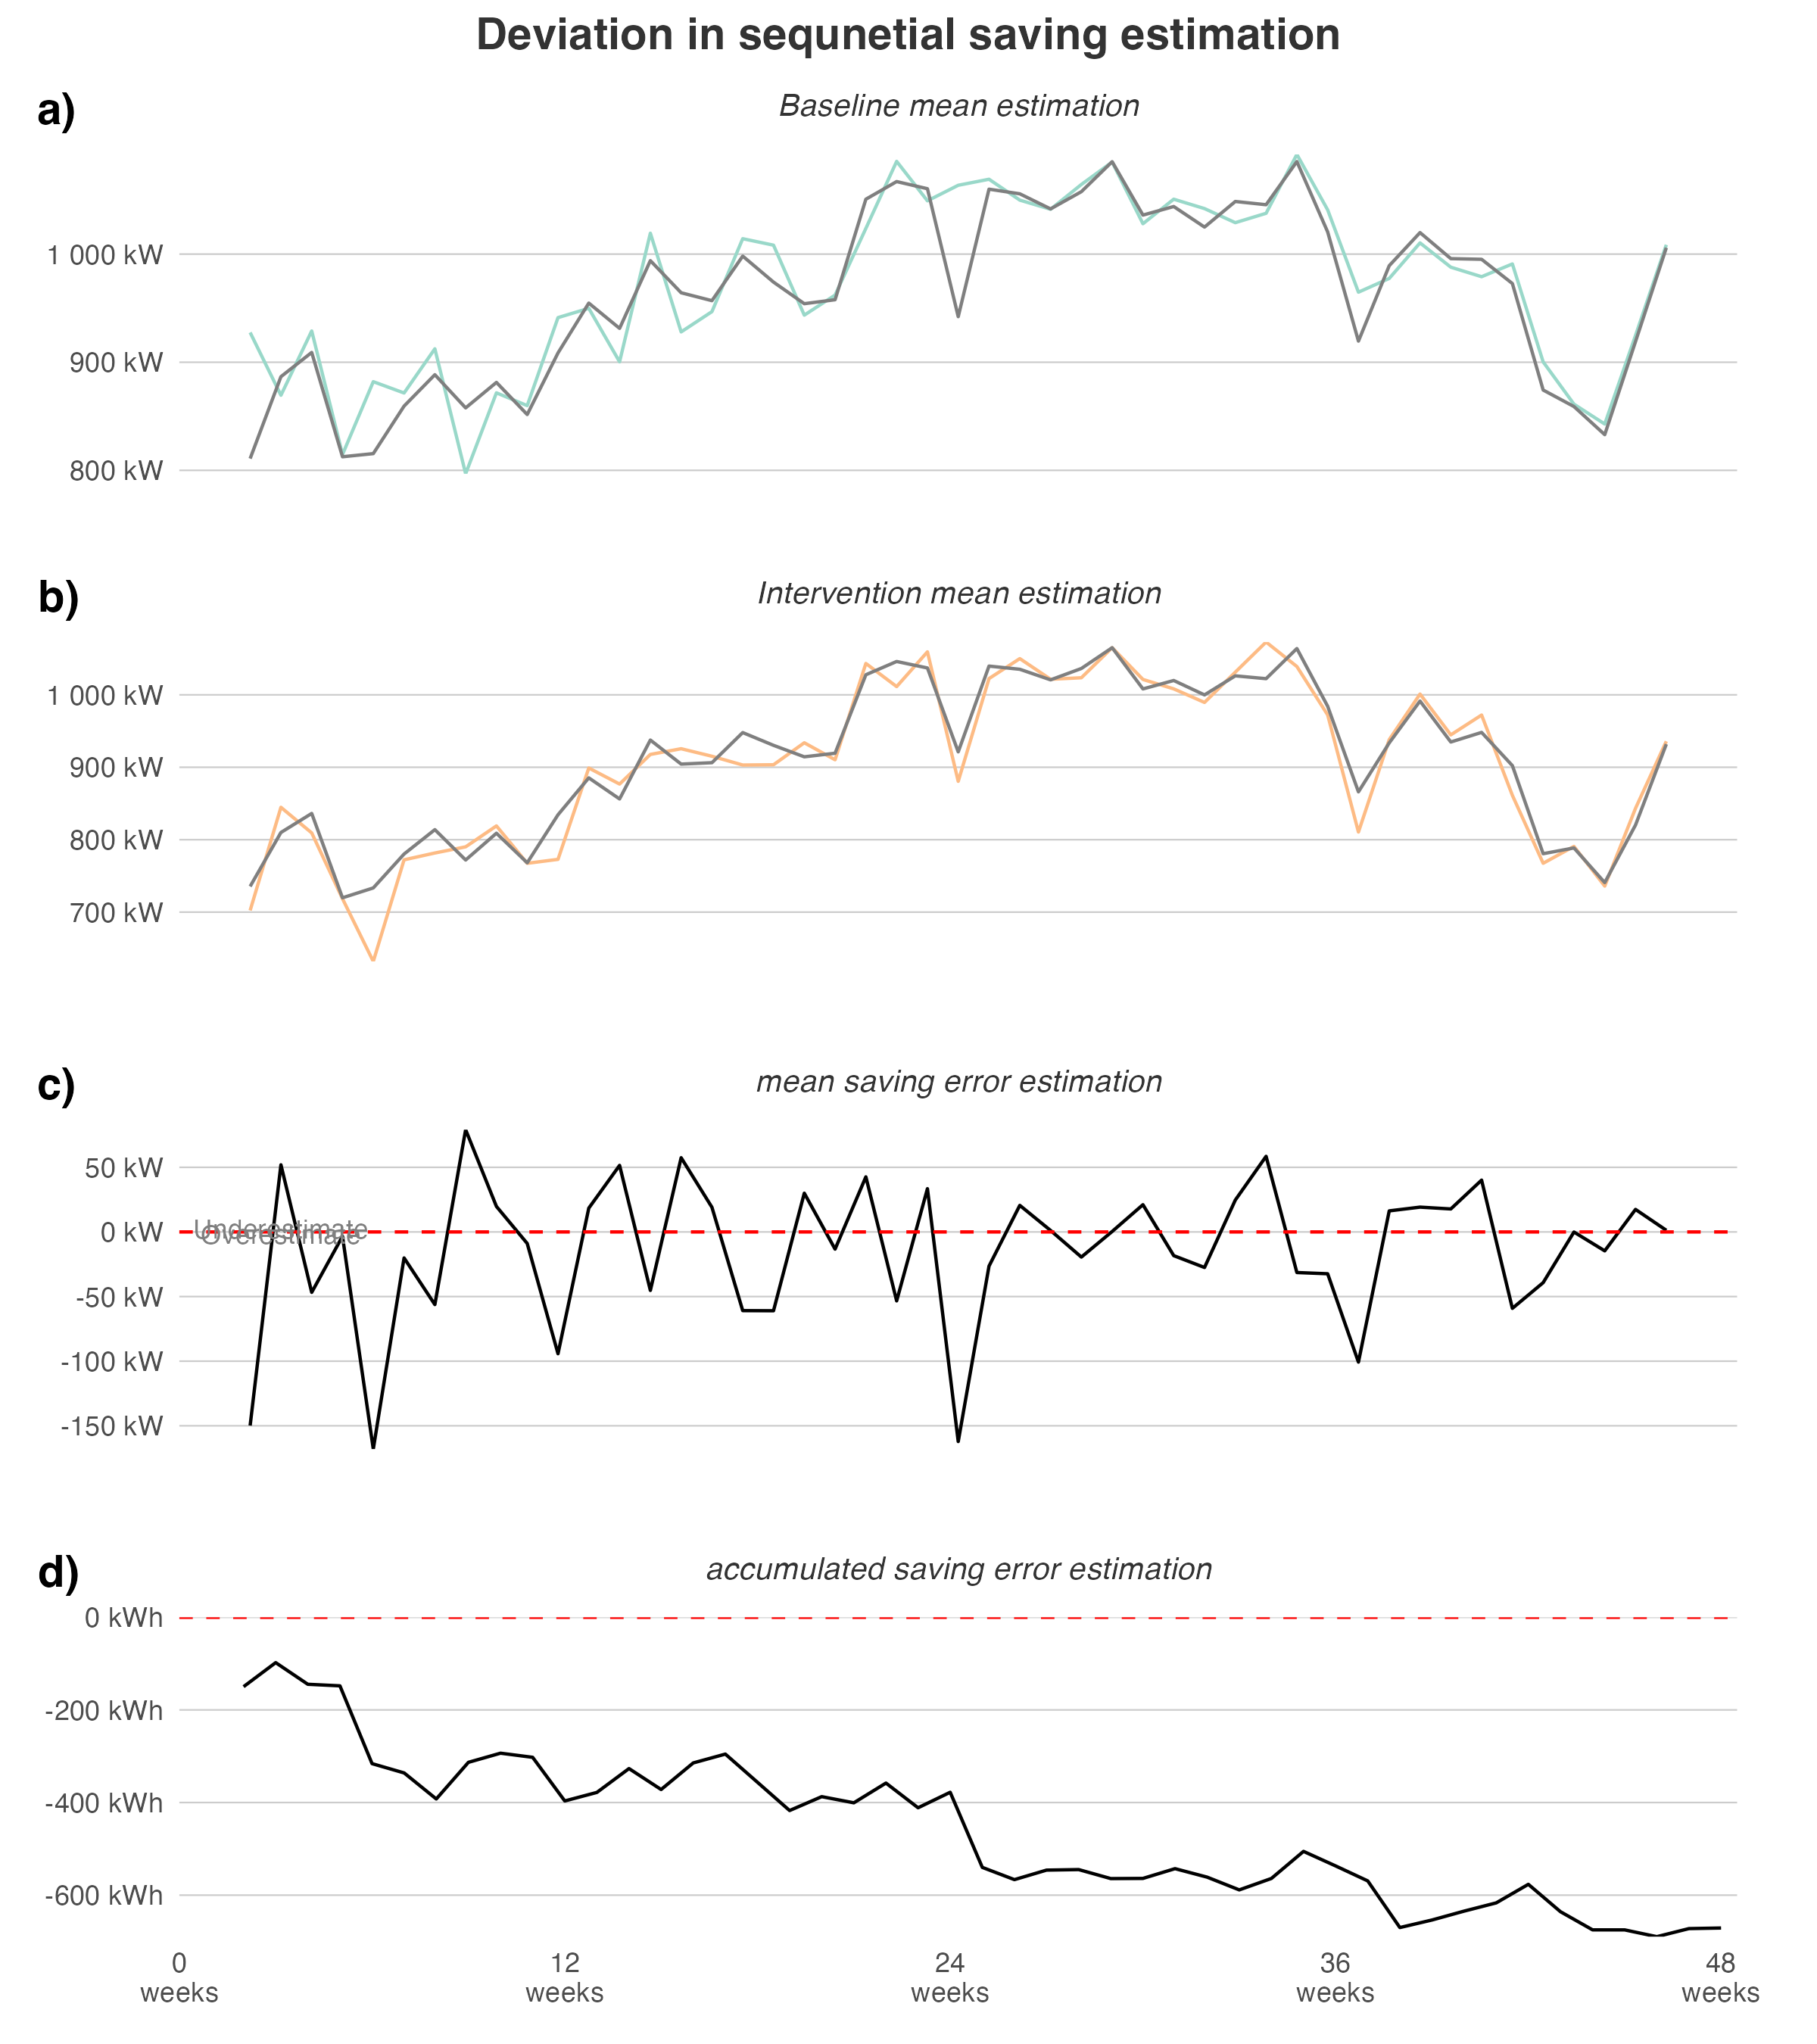 Deviation in sequnetial saving estimation
a)
Baseline mean estimation
1 000 kW
900 kW
800 kW
b)
Intervention mean estimation
1 000 kW
900 kW
800 kW
700 kW
c)
mean saving error estimation
50 kW
Underestimate
0 kW
Overestimate
-50 kW
-100 kW
-150 kW
d)
accumulated saving error estimation
0 kWh
-200 kWh
-400 kWh
-600 kWh
0 12 24 36 48
weeks weeks weeks weeks weeks